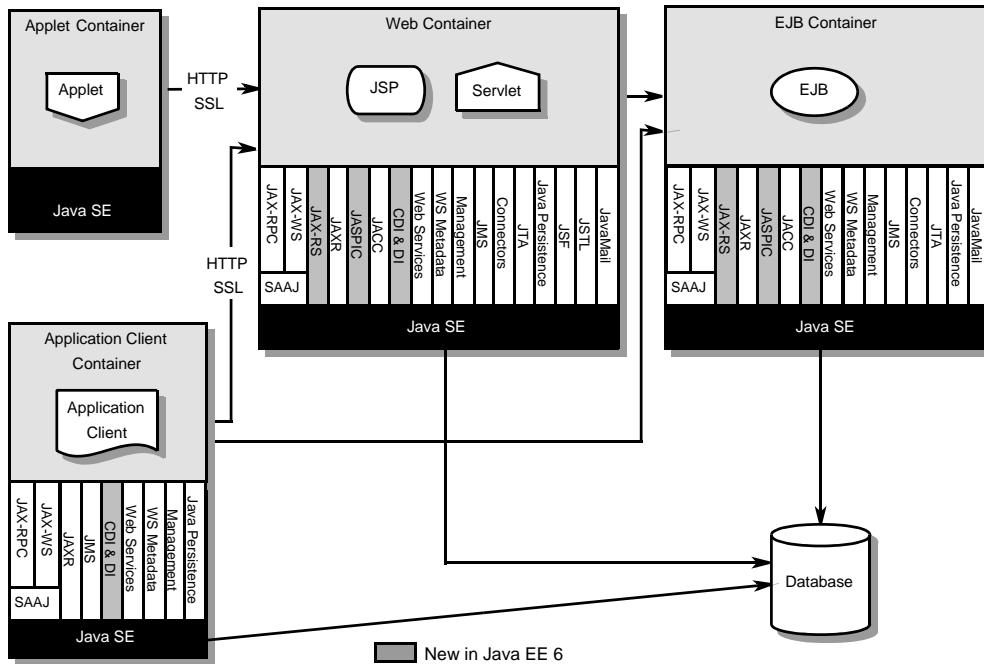 Applet Container
Applet
Java SE
HTTP
SSL
Web Container
JSP
Servlet
JAX-RPC
JAX-WS
SAAJ
JAX-RS
JAXR
JASPIC
JACC
CDI & DI
Web Services
WS Metadata
Management
JMS
Connectors
JTA
Java Persistence
JSF
JSTL
JavaMail
Java SE
EJB Container
EJB
JAX-RPC
JAX-WS
SAAJ
JAX-RS
JAXR
JASPIC
JACC
CDI & DI
Web Services
WS Metadata
Management
JMS
Connectors
JTA
Java Persistence
JavaMail
Java SE
HTTP
SSL
Application Client
Container
Application
Client
JAX-RPC
JAX-WS
SAAJ
JAXR
JMS
CDI & DI
Web Services
WS Metadata
Management
Java Persistence
Java SE
Database
New in Java EE 6